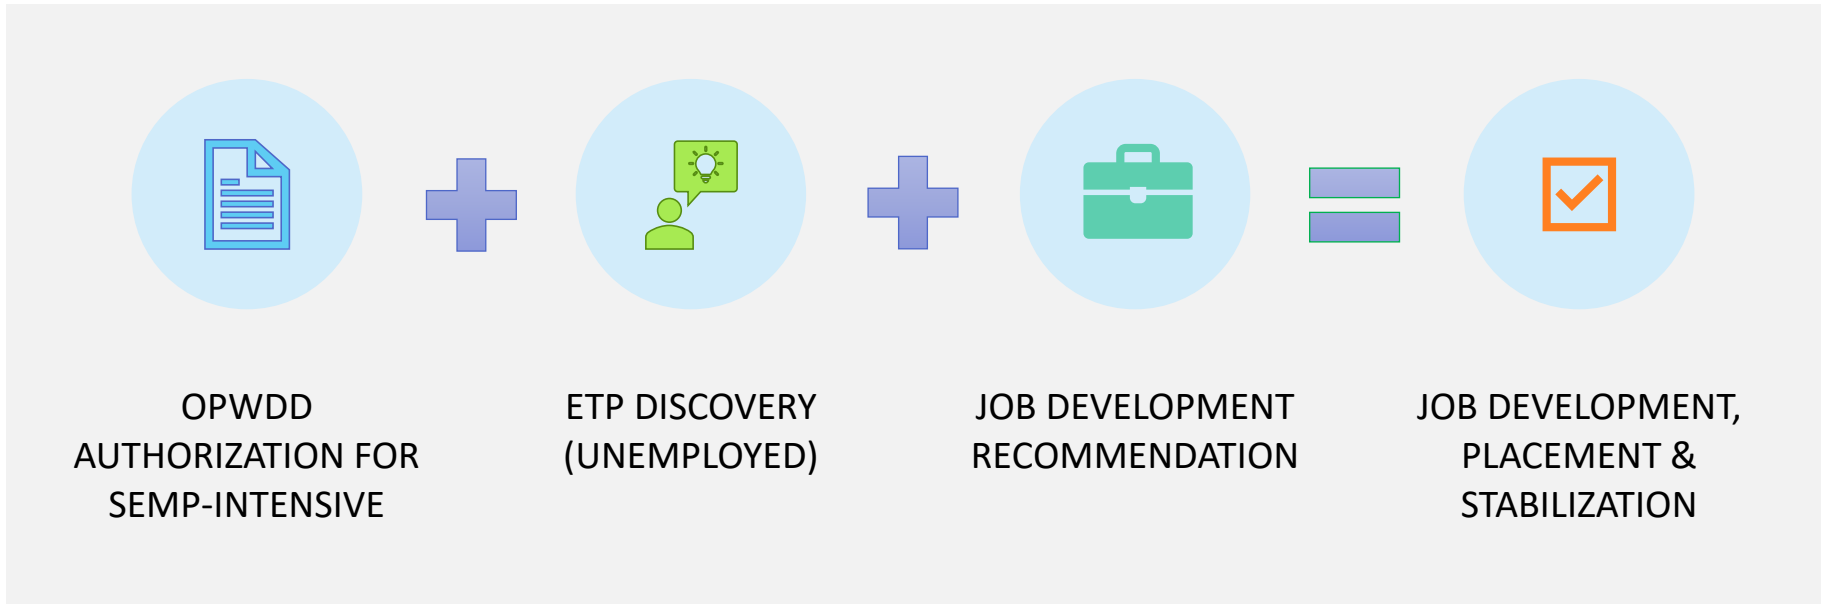 OPWDD
AUTHORIZATION FOR
SEMP-INTENSIVE
ETP DISCOVERY
(UNEMPLOYED)
JOB DEVELOPMENT
RECOMMENDATION
JOB DEVELOPMENT,
PLACEMENT &
STABILIZATION